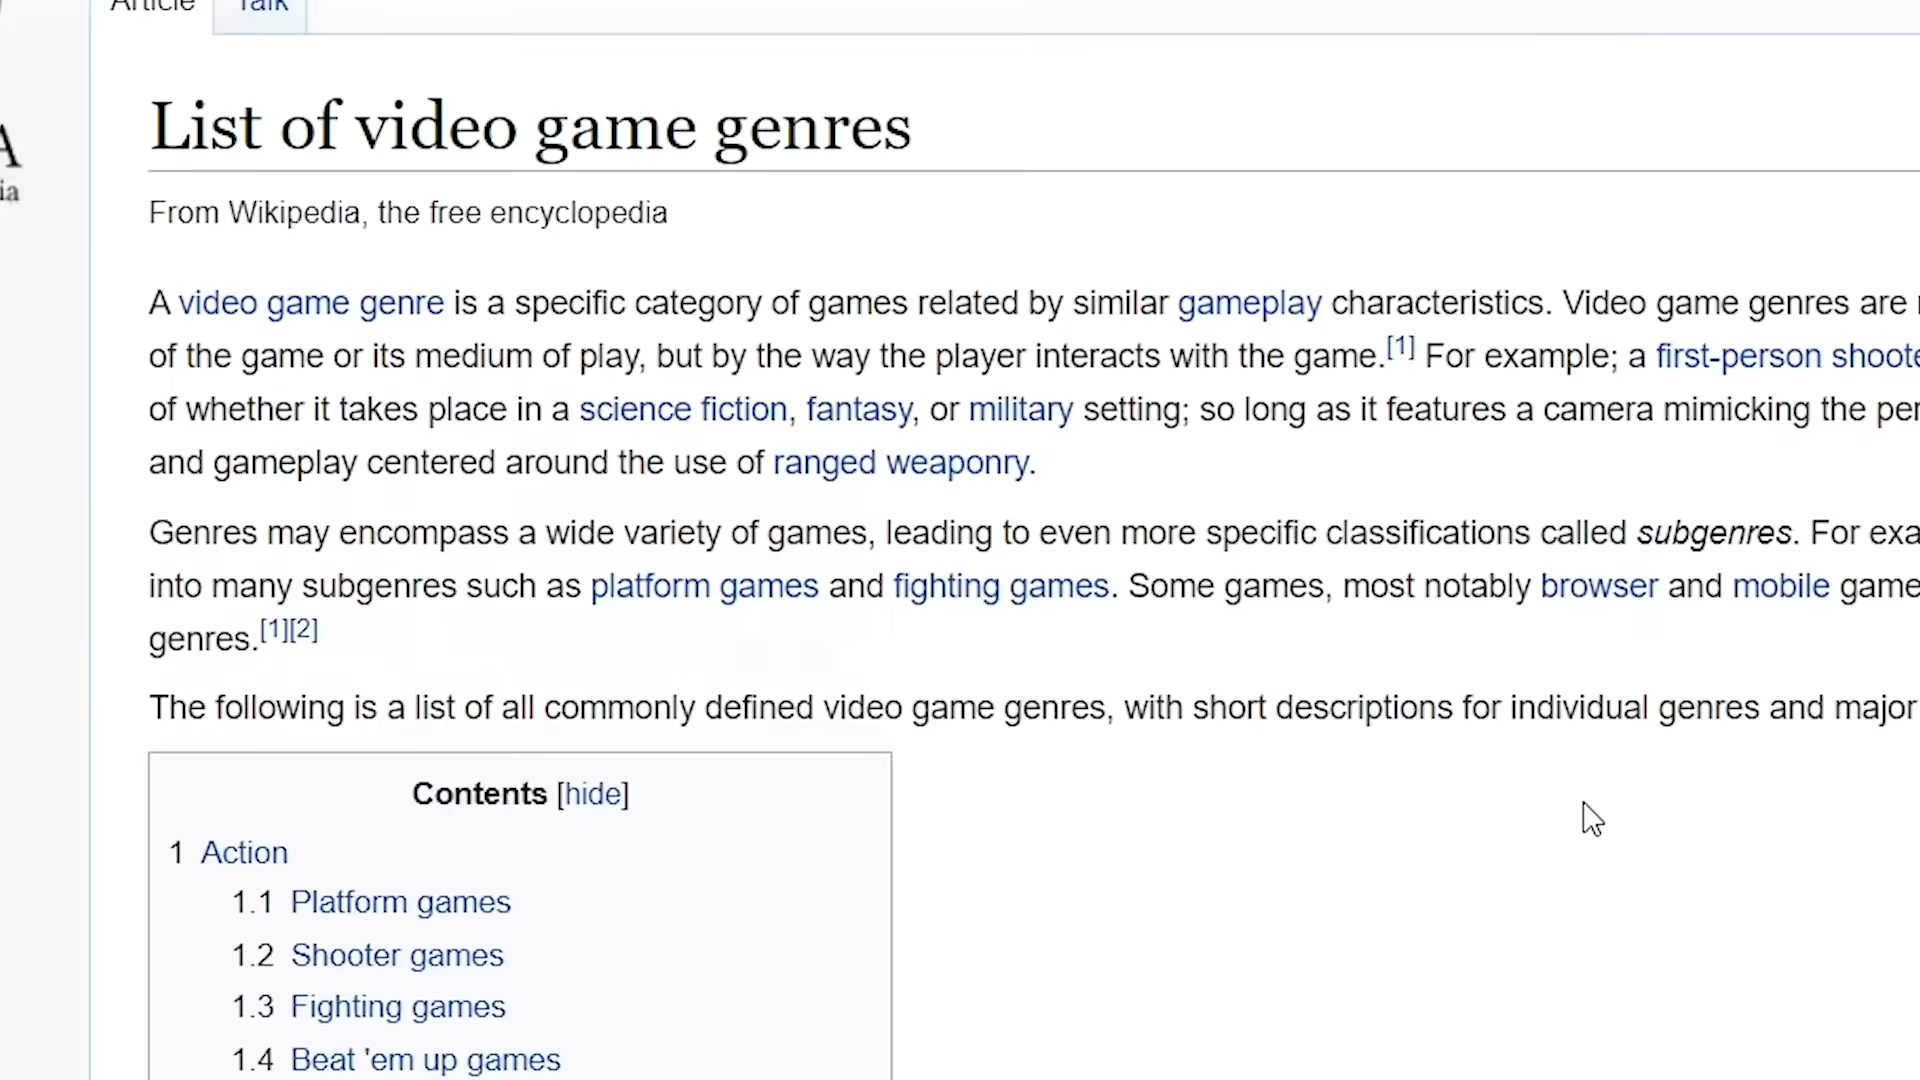 Article Talk
List of video game genres
A
ia
From Wikipedia, the free encyclopedia
A video game genre is a specific category of games related by similar gameplay characteristics. Video game genres are
of the game or its medium of play, but by the way the player interacts with the game.[1] For example; a first-person shoote
of whether it takes place in a science fiction, fantasy, or military setting; so long as it features a camera mimicking the per
and gameplay centered around the use of ranged weaponry.
Genres may encompass a wide variety of games, leading to even more specific classifications called subgenres. For exa
into many subgenres such as platform games and fighting games. Some games, most notably browser and mobile game
genres.[1][2]
The following is a list of all commonly defined video game genres, with short descriptions for individual genres and major
Contents [hide]
1 Action
1.1 Platform games
1.2 Shooter games
1.3 Fighting games
1.4 Beat 'em up games